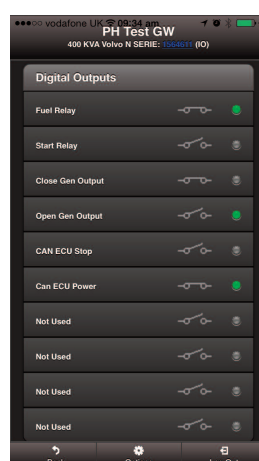 vodafone UK 09:34 am
PH Test GW
400 KVA Volvo N SERIE: 1564511 (IO)
Digital Outputs
Fuel Relay
Start Relay
Close Gen Output
Open Gen Output
CAN ECU Stop
Can ECU Power
Not Used
Not Used
Not Used
Not Used